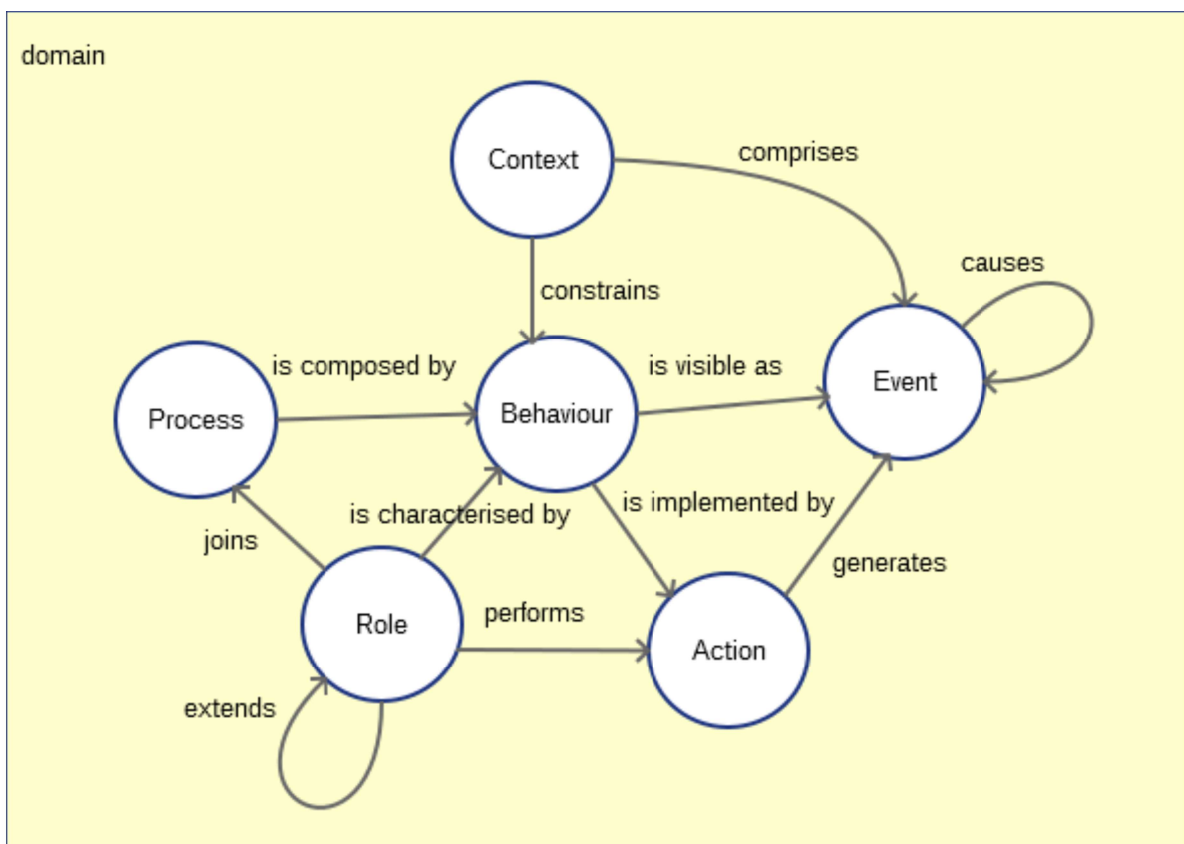 domain
Context
comprises
causes
constrains
is composed by
is visible as
Event
Process
Behaviour
is characterised by
is implemented by
joins
generates
Role
performs
Action
extends